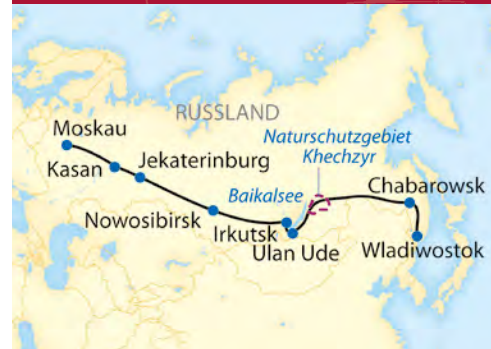 RUSSLAND
Moskau
Naturschutzgebiet
Khechzyr
Kasan
Jekaterinburg
Baikalsee
Chabarowsk
Nowosibirsk
Irkutsk
Ulan Ude
Wladiwostok